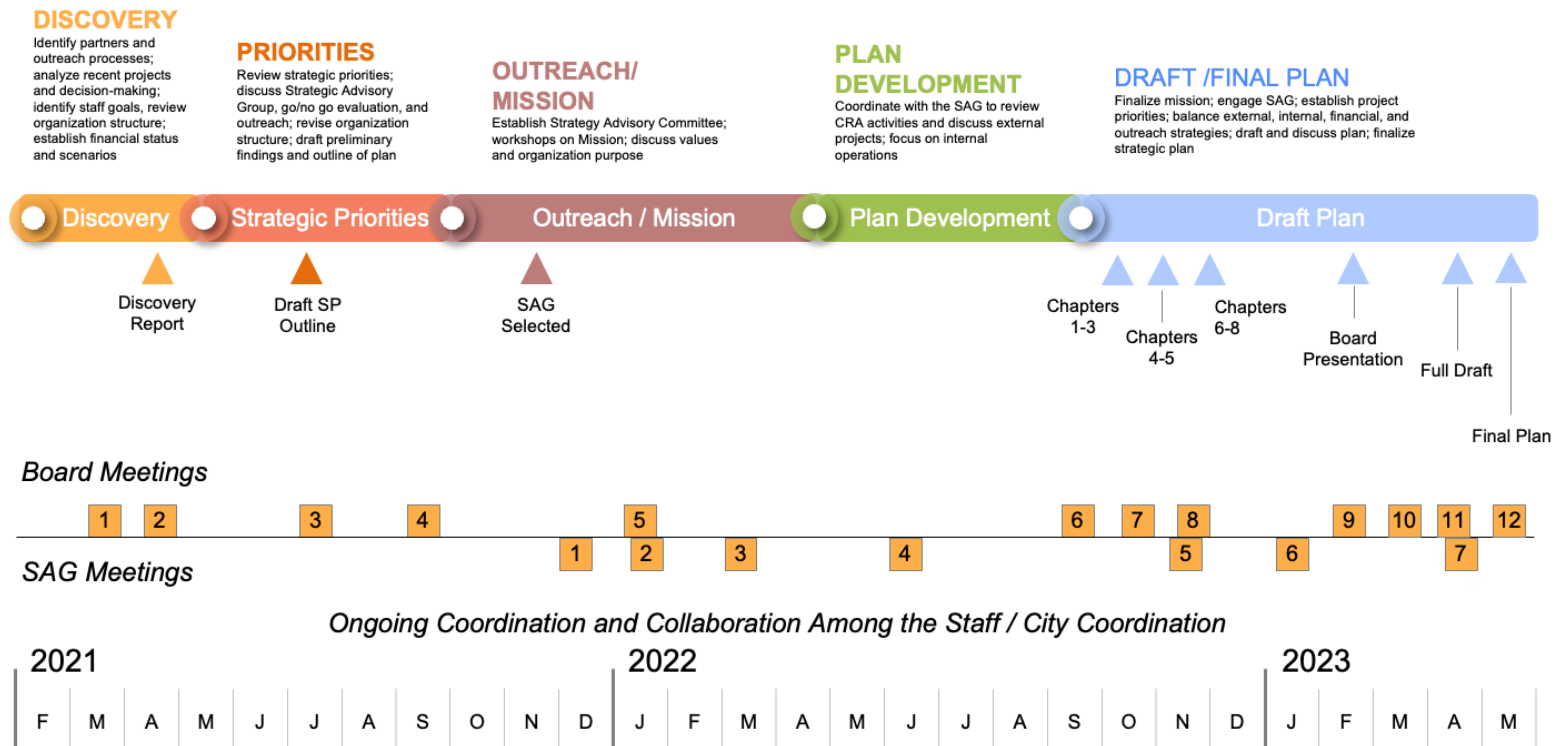 DISCOVERY
Identify partners and
outreach processes;
analyze recent projects
and decision-making;
identify staff goals, review
organization structure;
establish financial status
and scenarios
PRIORITIES
Review strategic priorities;
discuss Strategic Advisory
Group, go/no go evaluation, and
outreach; revise organization
structure; draft preliminary
findings and outline of plan
OUTREACH/
MISSION
Establish Strategy Advisory Committee;
workshops on Mission; discuss values
and organization purpose
PLAN
DEVELOPMENT
Coordinate with the SAG to review
CRA activities and discuss external
projects; focus on internal
operations
DRAFT /FINAL PLAN
Finalize mission; engage SAG; establish project
priorities; balance external, internal, financial, and
outreach strategies; draft and discuss plan; finalize
strategic plan
Discovery Strategic Priorities Outreach / Mission Plan Development Draft Plan
Discovery
Report
Draft SP
Outline
SAG
Selected
Chapters
1-3
Chapters
4-5
Chapters
6-8
Board
Presentation
Full Draft
Final Plan
Board Meetings
1 2 3 4 5 6 7 8 9 10 11 12
1 2 3 4 5 6 7
SAG Meetings
Ongoing Coordination and Collaboration Among the Staff / City Coordination
2021 2022 2023
F M A M J J A S O N D J F M A M J J A S O N D J F M A M